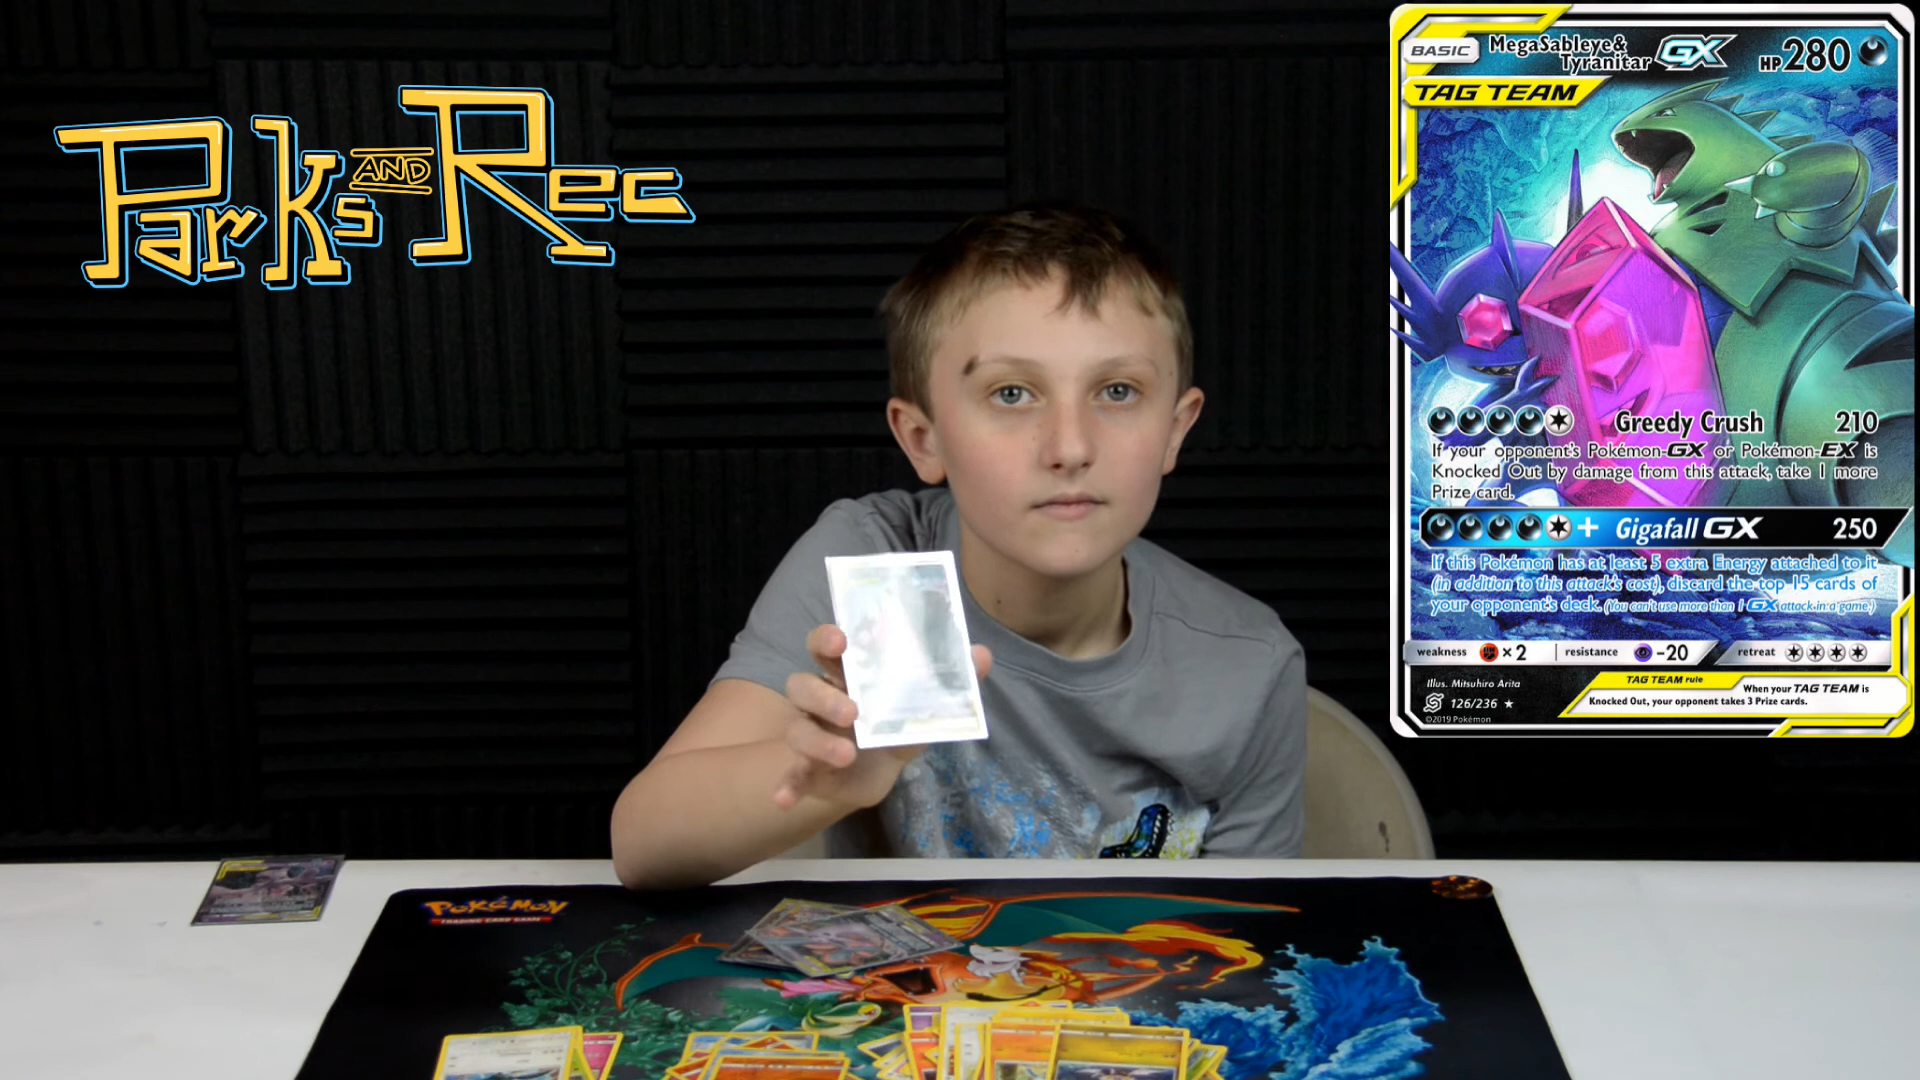 Parks AND Rec
BASIC MegaSableye& Tyranitar GX HP280
TAG TEAM
Greedy Crush 210
If your opponent's Pokémon-GX or Pokémon-EX is
Knocked Out by damage from this attack, take 1 more
Prize card.
+ Gigafall GX 250
If this Pokémon has at least 5 extra Energy attached to it
(in addition to this attack's cost), discard the top 15 cards of
your opponent's deck. (You can't use more than 1 GX attack in a game.)
weakness ×2 resistance -20 retreat
Illus. Mitsuhiro Arita
TAG TEAM rule
When your TAG TEAM is
Knocked Out, your opponent takes 3 Prize cards.
126/236
©2019 Pokémon
POKÉMON
TRADING CARD GAME